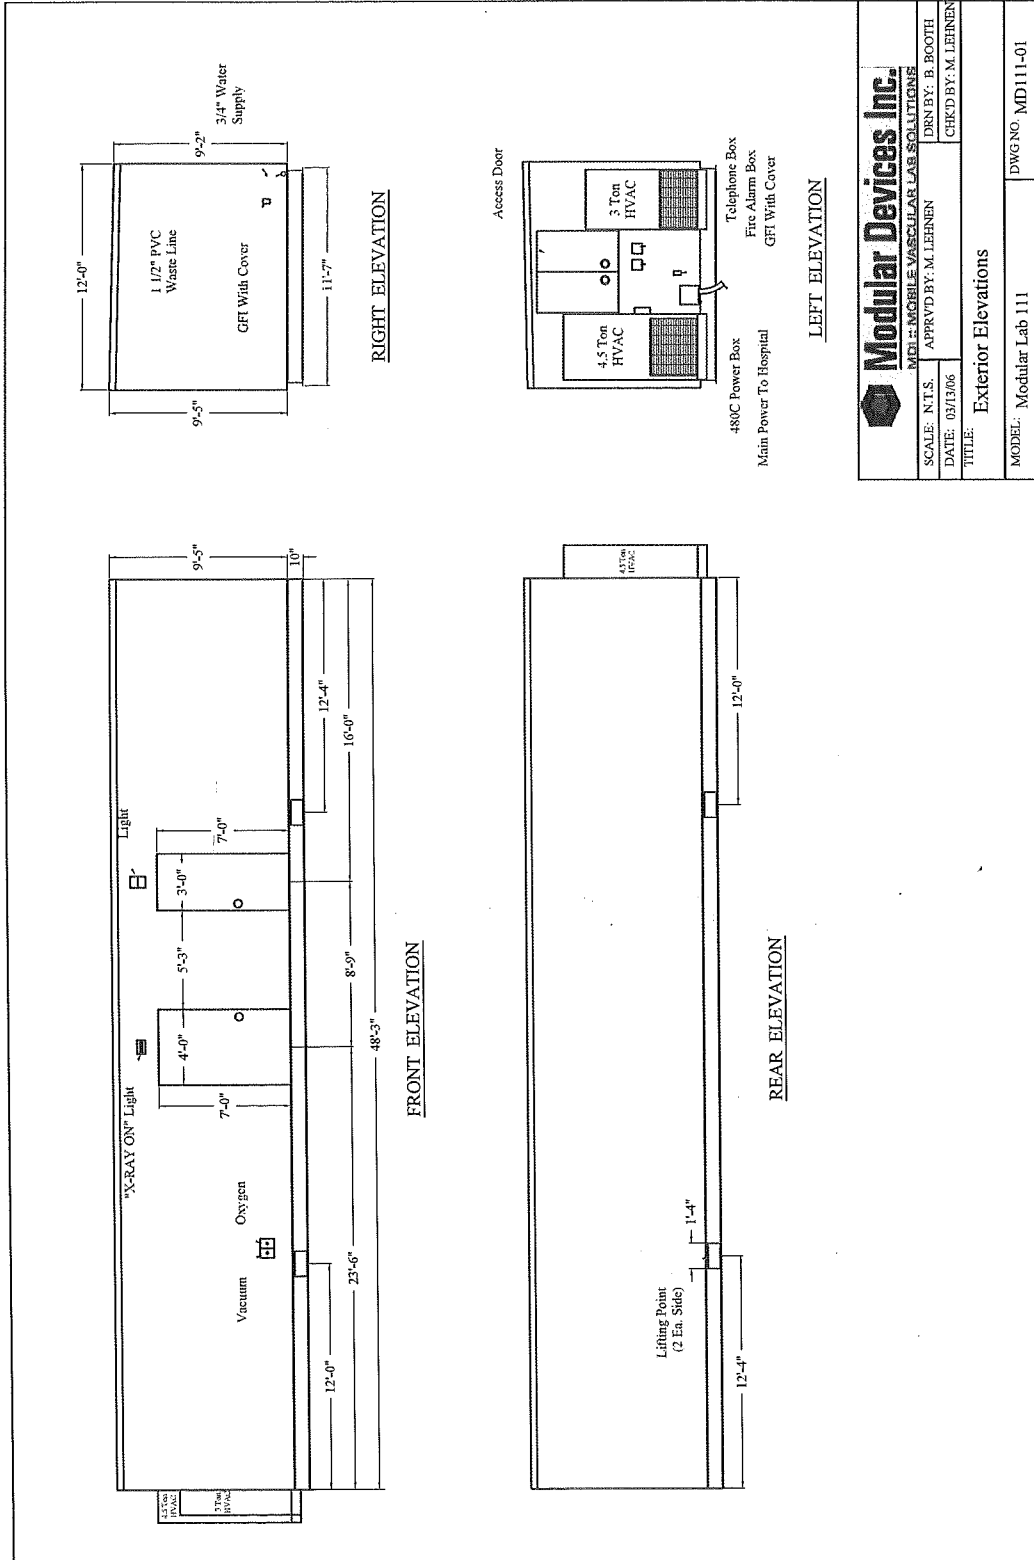 4.5 Ton
HVAC
3 Ton
HVAC
"X-RAY ON" Light
Light
Vacuum
Oxygen
7'-0"
4'-0"
5'-3"
3'-0"
7'-0"
9'-5"
10"
12'-0"
12'-4"
23'-6"
8'-9"
16'-0"
48'-3"
FRONT ELEVATION
12'-0"
9'-5"
9'-2"
1 1/2" PVC
Waste Line
3/4" Water
Supply
GFI With Cover
11'-7"
RIGHT ELEVATION
4.5 Ton
HVAC
Lifting Point
(2 Ea. Side)
1'-4"
12'-4"
12'-0"
REAR ELEVATION
Access Door
4.5 Ton
HVAC
3 Ton
HVAC
480C Power Box
Main Power To Hospital
Telephone Box
Fire Alarm Box
GFI With Cover
LEFT ELEVATION
Modular Devices Inc.
MDI :: MOBILE VASCULAR LAB SOLUTIONS
SCALE: N.T.S.
APPRV'D BY: M. LEHNEN
DRN BY: B. BOOTH
DATE: 03/13/06
CHK'D BY: M. LEHNEN
TITLE:
Exterior Elevations
MODEL: Modular Lab 111
DWG NO. MD111-01